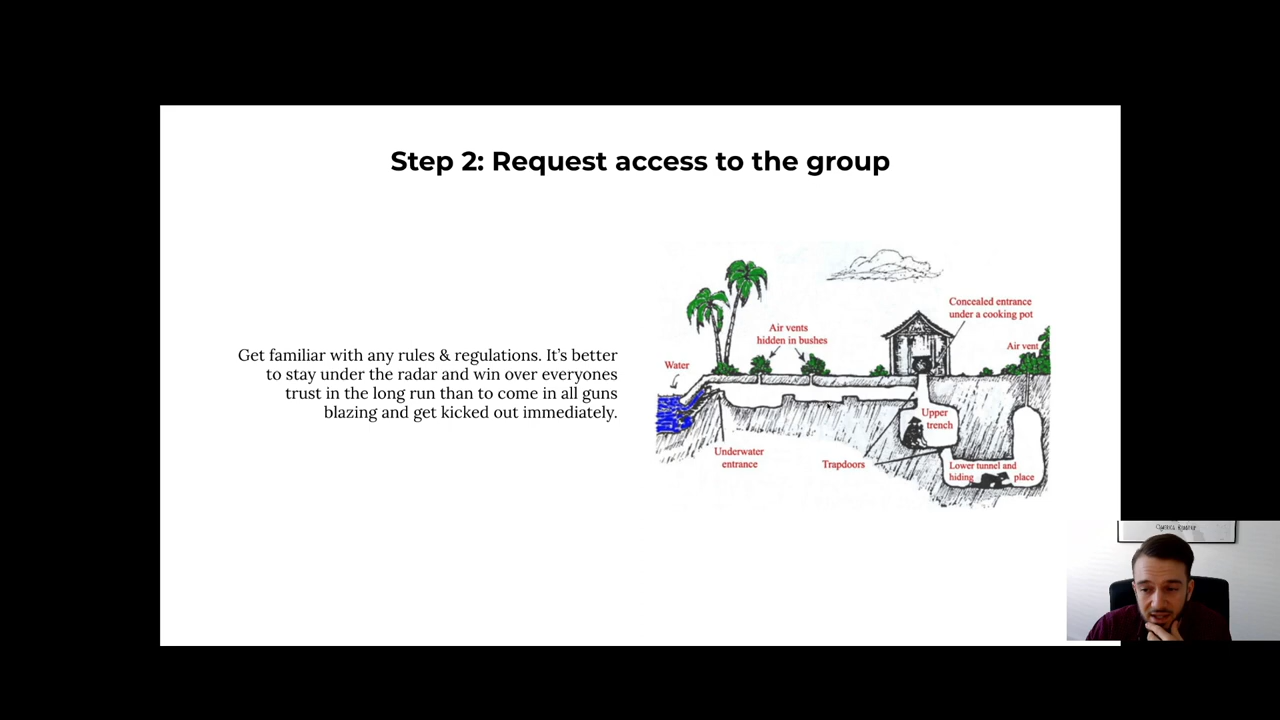 Step 2: Request access to the group
Get familiar with any rules & regulations. It’s better
to stay under the radar and win over everyones
trust in the long run than to come in all guns
blazing and get kicked out immediately.
Concealed entrance
under a cooking pot
Air vents
hidden in bushes
Air vent
Water
Upper
trench
Underwater
entrance
Trapdoors
Lower tunnel and
hiding place